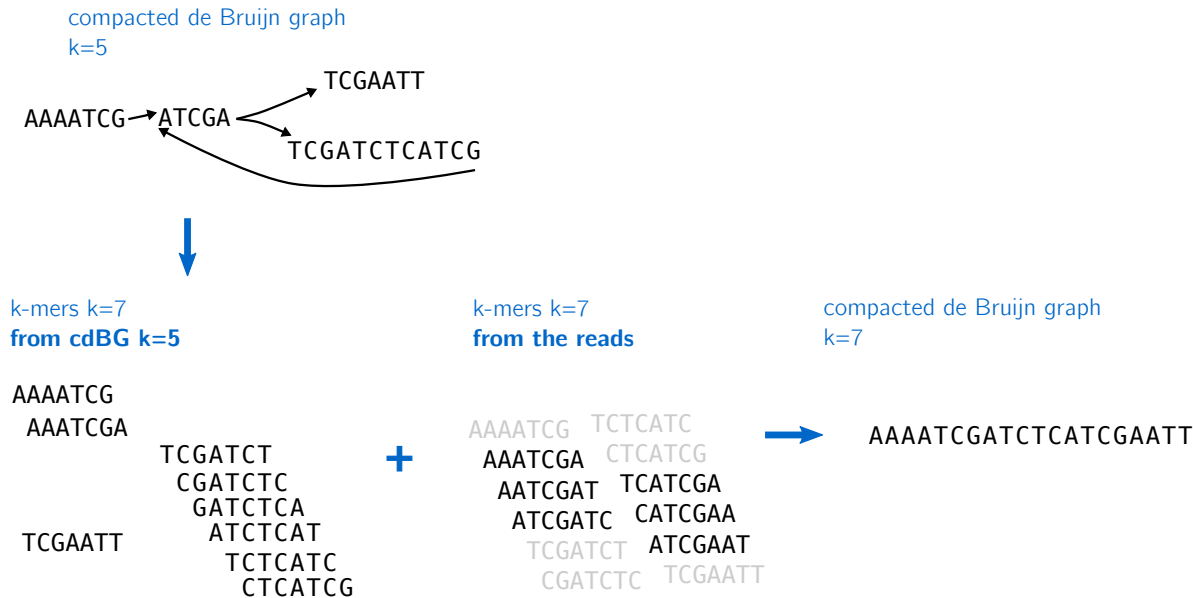 compacted de Bruijn graph
k=5
TCGAATT
AAAATCG
ATCGA
TCGATCTCATCG
k-mers k=7
from cdBG k=5
k-mers k=7
from the reads
compacted de Bruijn graph
k=7
AAAATCG
AAATCGA
TCGATCT
CGATCTC
GATCTCA
ATCTCAT
TCTCATC
CTCATCG
TCGAATT
+
AAAATCG
AAATCGA
AATCGAT
ATCGATC
TCGATCT
CGATCTC
TCTCATC
CTCATCG
TCATCGA
CATCGAA
ATCGAAT
TCGAATT
AAAATCGATCTCATCGAATT